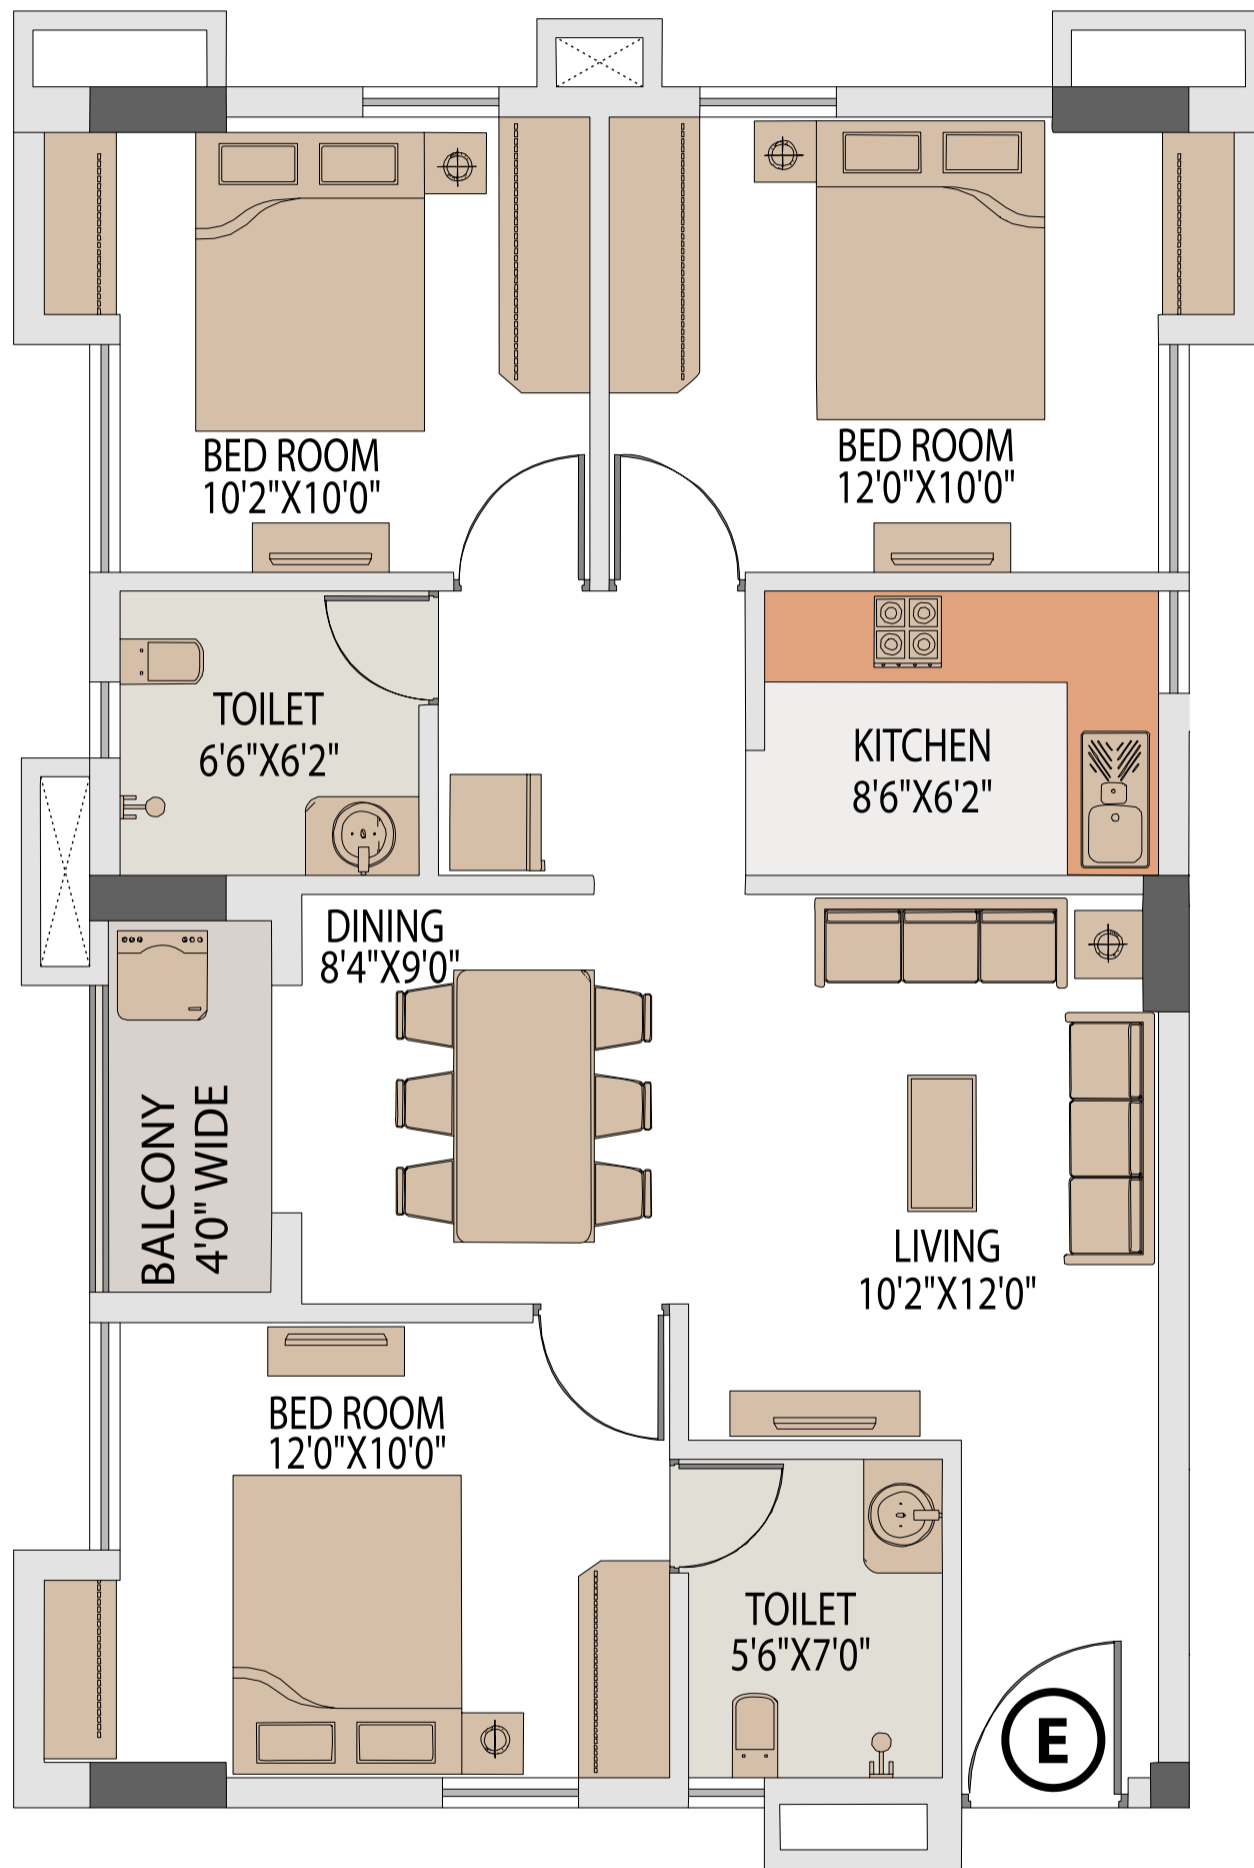 BED ROOM
10'2"X10'0"
BED ROOM
12'0"X10'0"
TOILET
6'6"X6'2"
KITCHEN
8'6"X6'2"
DINING
8'4"X9'0"
BALCONY
4'0" WIDE
LIVING
10'2"X12'0"
BED ROOM
12'0"X10'0"
TOILET
5'6"X7'0"
E